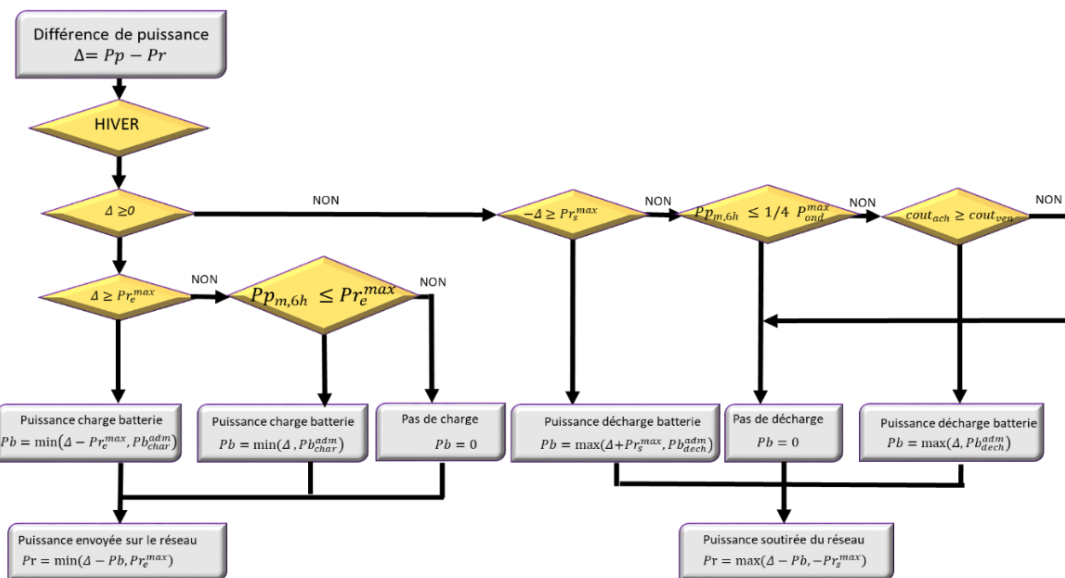 Différence de puissance
Δ= Pp − Pr
HIVER
Δ ≥0
NON
−Δ ≥ Pr_s^max
NON
Pp_m,6h ≤ 1/4 P_ond^max
NON
cout_ach ≥ cout_ven
NON
Δ ≥ Pr_e^max
NON
Pp_m,6h ≤ Pr_e^max
NON
Puissance charge batterie
Pb = min(Δ − Pr_e^max, Pb_char^adm)
Puissance charge batterie
Pb = min(Δ, Pb_char^adm)
Pas de charge
Pb = 0
Puissance décharge batterie
Pb = max(Δ+Pr_s^max, Pb_dech^adm)
Pas de décharge
Pb = 0
Puissance décharge batterie
Pb = max(Δ, Pb_dech^adm)
Puissance envoyée sur le réseau
Pr = min(Δ − Pb, Pr_e^max)
Puissance soutirée du réseau
Pr = max(Δ − Pb, −Pr_s^max)